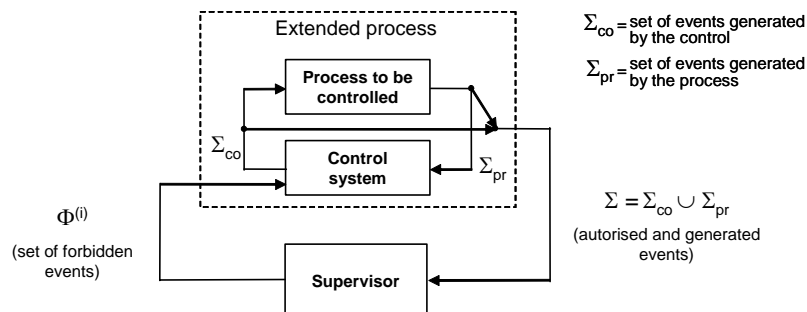 Extended process
Σco = set of events generated
by the control
Σpr = set of events generated
by the process
Process to be
controlled
Σco
Control
system
Σpr
Φ(i)
(set of forbidden
events)
Σ = Σco ∪ Σpr
(autorised and generated
events)
Supervisor